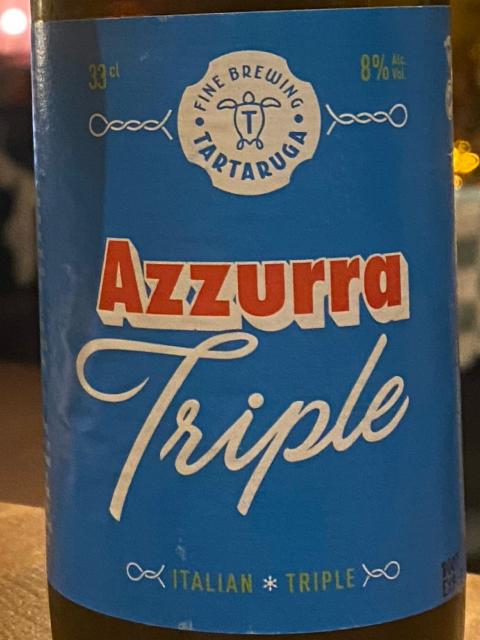 33 cl
8% Alc. Vol.
FINE BREWING
T
TARTARUGA
Azzurra
Triple
ITALIAN * TRIPLE